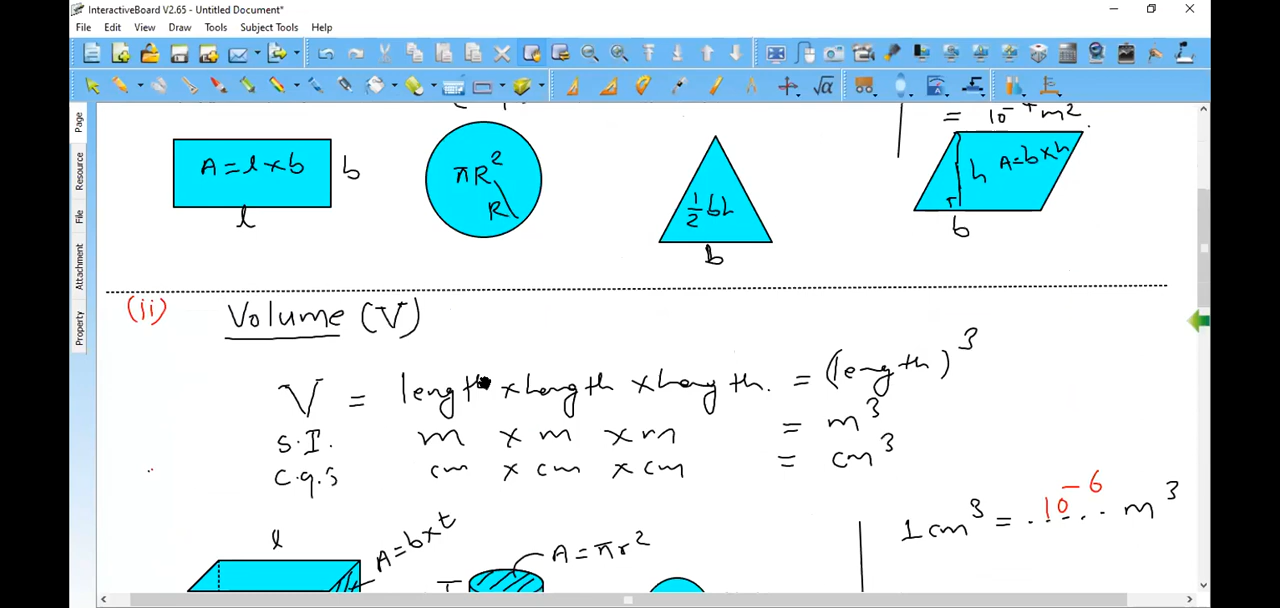 InteractiveBoard V2.65 - Untitled Document*
File Edit View Draw Tools Subject Tools Help
Page
Resource
File
Attachment
Property
= 10⁻⁴ m2.
A = l × b
b
l
πR²
R
½ bh
b
A = b × h
h
b
(ii) Volume (V)
V = length × length × length. = (length)³
S.I. m × m × m = m³
C.g.s cm × cm × cm = cm³
1 cm³ = ..... 10⁻⁶ m³
l
A = b × t
A = πr²